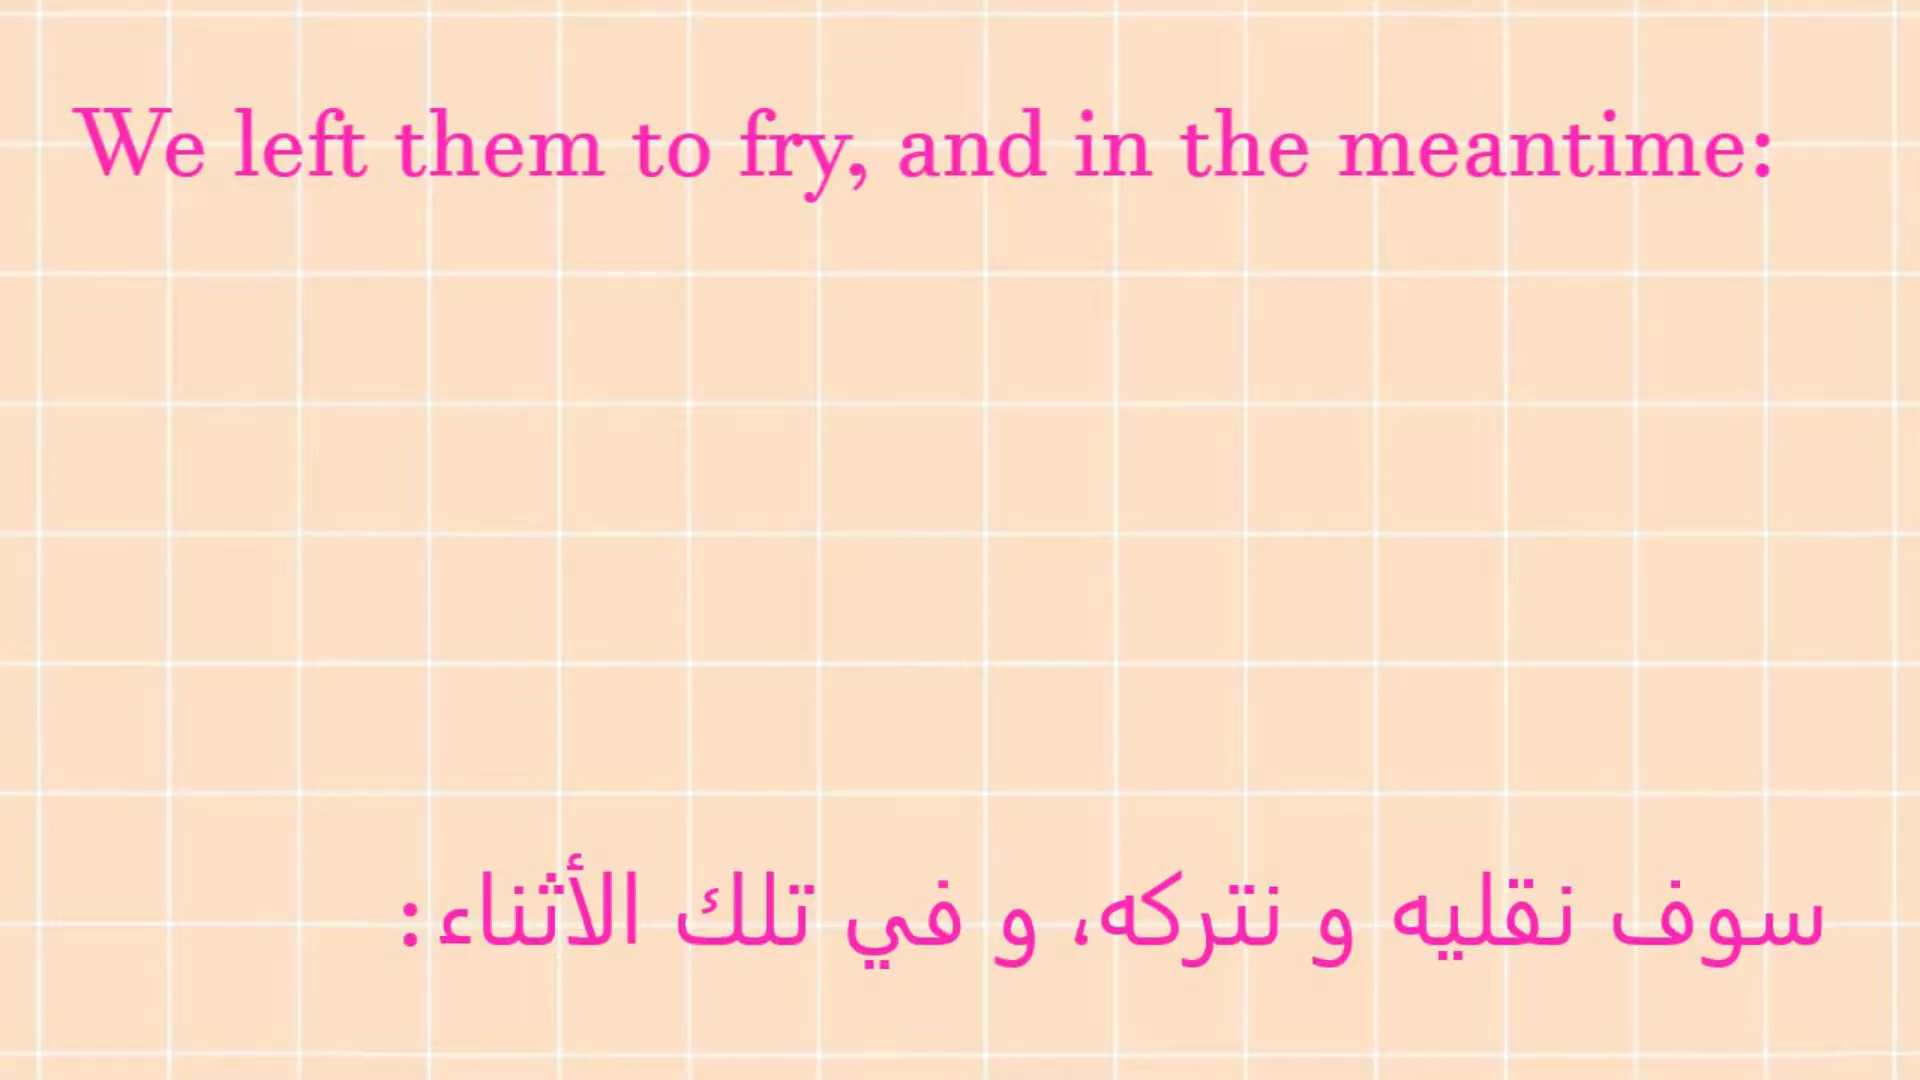 We left them to fry, and in the meantime:
سوف نقليه و نتركه، و في تلك الأثناء: